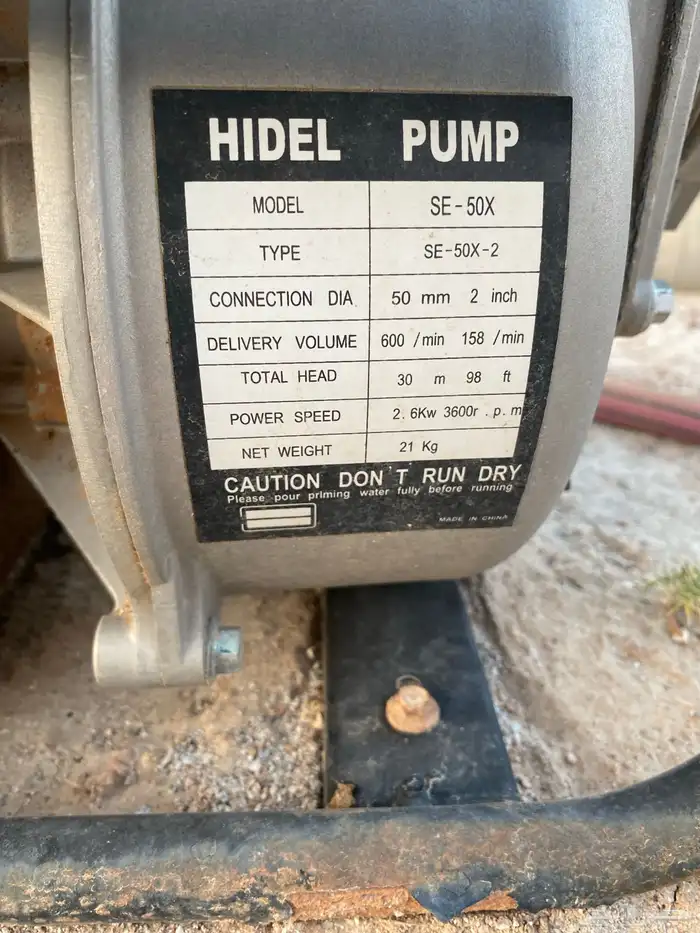 HIDEL PUMP
MODEL SE-50X
TYPE SE-50X-2
CONNECTION DIA 50 mm 2 inch
DELIVERY VOLUME 600 /min 158 /min
TOTAL HEAD 30 m 98 ft
POWER SPEED 2.6Kw 3600r.p.m
NET WEIGHT 21 Kg
CAUTION DON'T RUN DRY
Please pour priming water fully before running
MADE IN CHINA